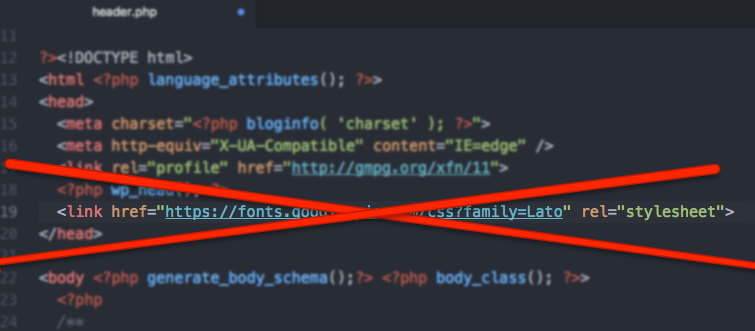 header.php
11
12 ?><!DOCTYPE html>
13 <html <?php language_attributes(); ?>>
14 <head>
15 <meta charset="<?php bloginfo( 'charset' ); ?>">
16 <meta http-equiv="X-UA-Compatible" content="IE=edge" />
<link rel="profile" href="http://gmpg.org/xfn/11">
18 <?php wp_head(); ?>
19 <link href="https://fonts.goo /css?family=Lato" rel="stylesheet">
20 </head>
21
22 <body <?php generate_body_schema();?> <?php body_class(); ?>>
23 <?php
24 /**